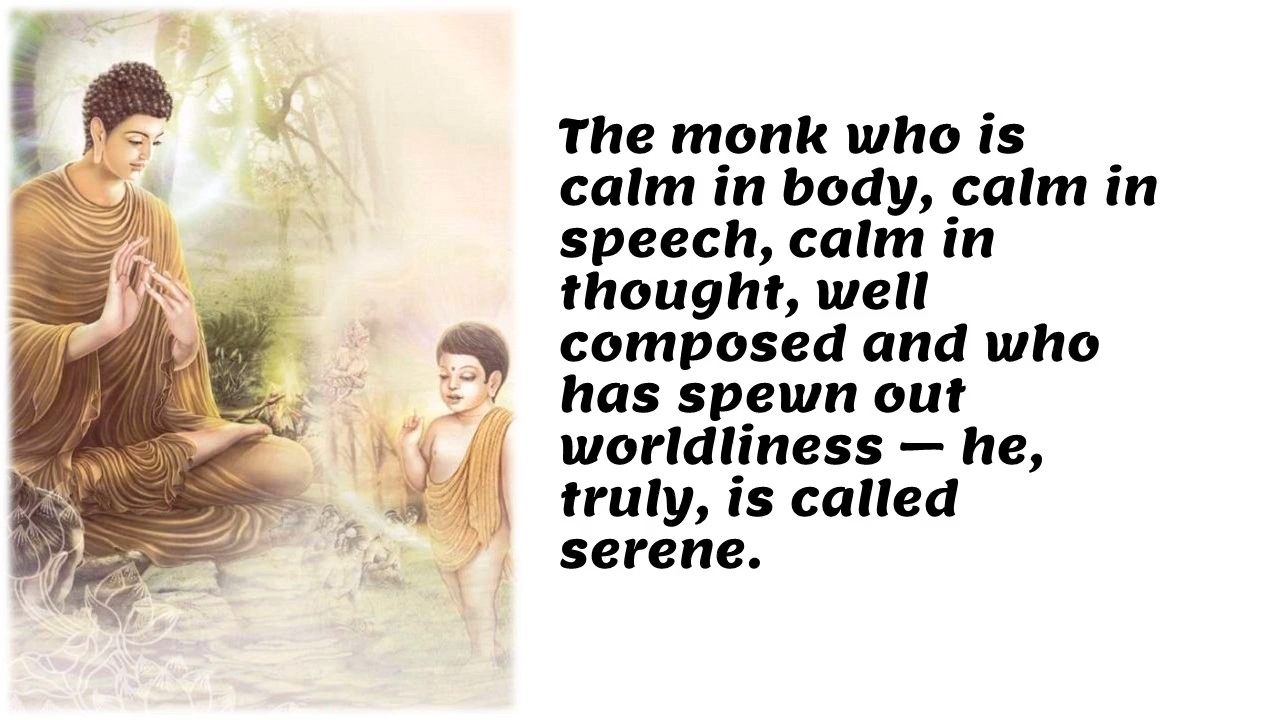 The monk who is
calm in body, calm in
speech, calm in
thought, well
composed and who
has spewn out
worldliness — he,
truly, is called
serene.